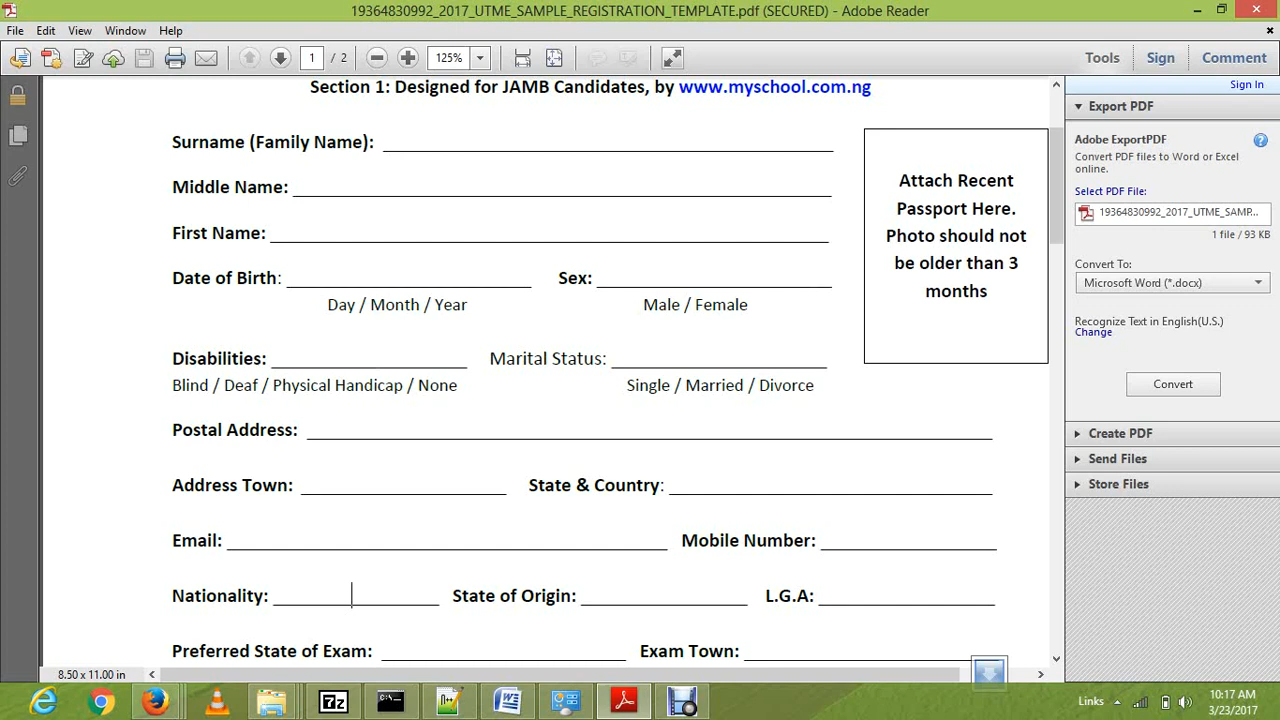 19364830992_2017_UTME_SAMPLE_REGISTRATION_TEMPLATE.pdf (SECURED) - Adobe Reader
File Edit View Window Help
1 / 2 125% Tools Sign Comment
Section 1: Designed for JAMB Candidates, by www.myschool.com.ng
Surname (Family Name):
Middle Name:
First Name:
Date of Birth: Sex:
Day / Month / Year Male / Female
Disabilities: Marital Status:
Blind / Deaf / Physical Handicap / None Single / Married / Divorce
Postal Address:
Address Town: State & Country:
Email: Mobile Number:
Nationality: State of Origin: L.G.A:
Preferred State of Exam: Exam Town:
Attach Recent
Passport Here.
Photo should not
be older than 3
months
Sign In
Export PDF
Adobe ExportPDF
Convert PDF files to Word or Excel
online.
Select PDF File:
19364830992_2017_UTME_SAMP...
1 file / 93 KB
Convert To:
Microsoft Word (*.docx)
Recognize Text in English(U.S.)
Change
Convert
Create PDF
Send Files
Store Files
8.50 x 11.00 in
7z
Links
10:17 AM
3/23/2017